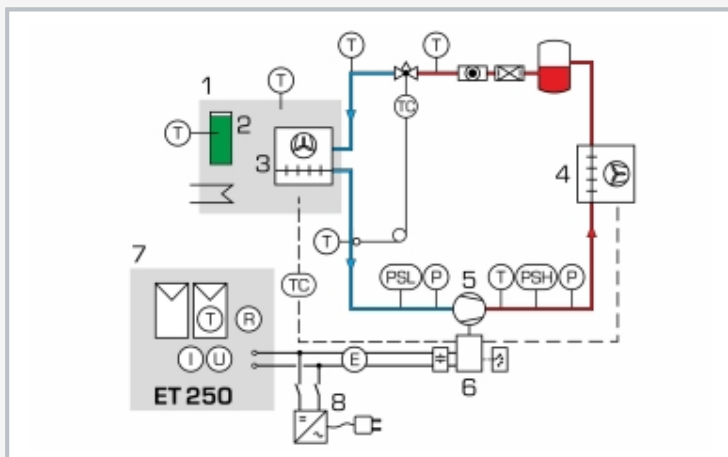 T T
1 T TC
2
T
3 4
T
7 TC PSL P 5 T PSH P
T R
I U E
6
ET 250 8